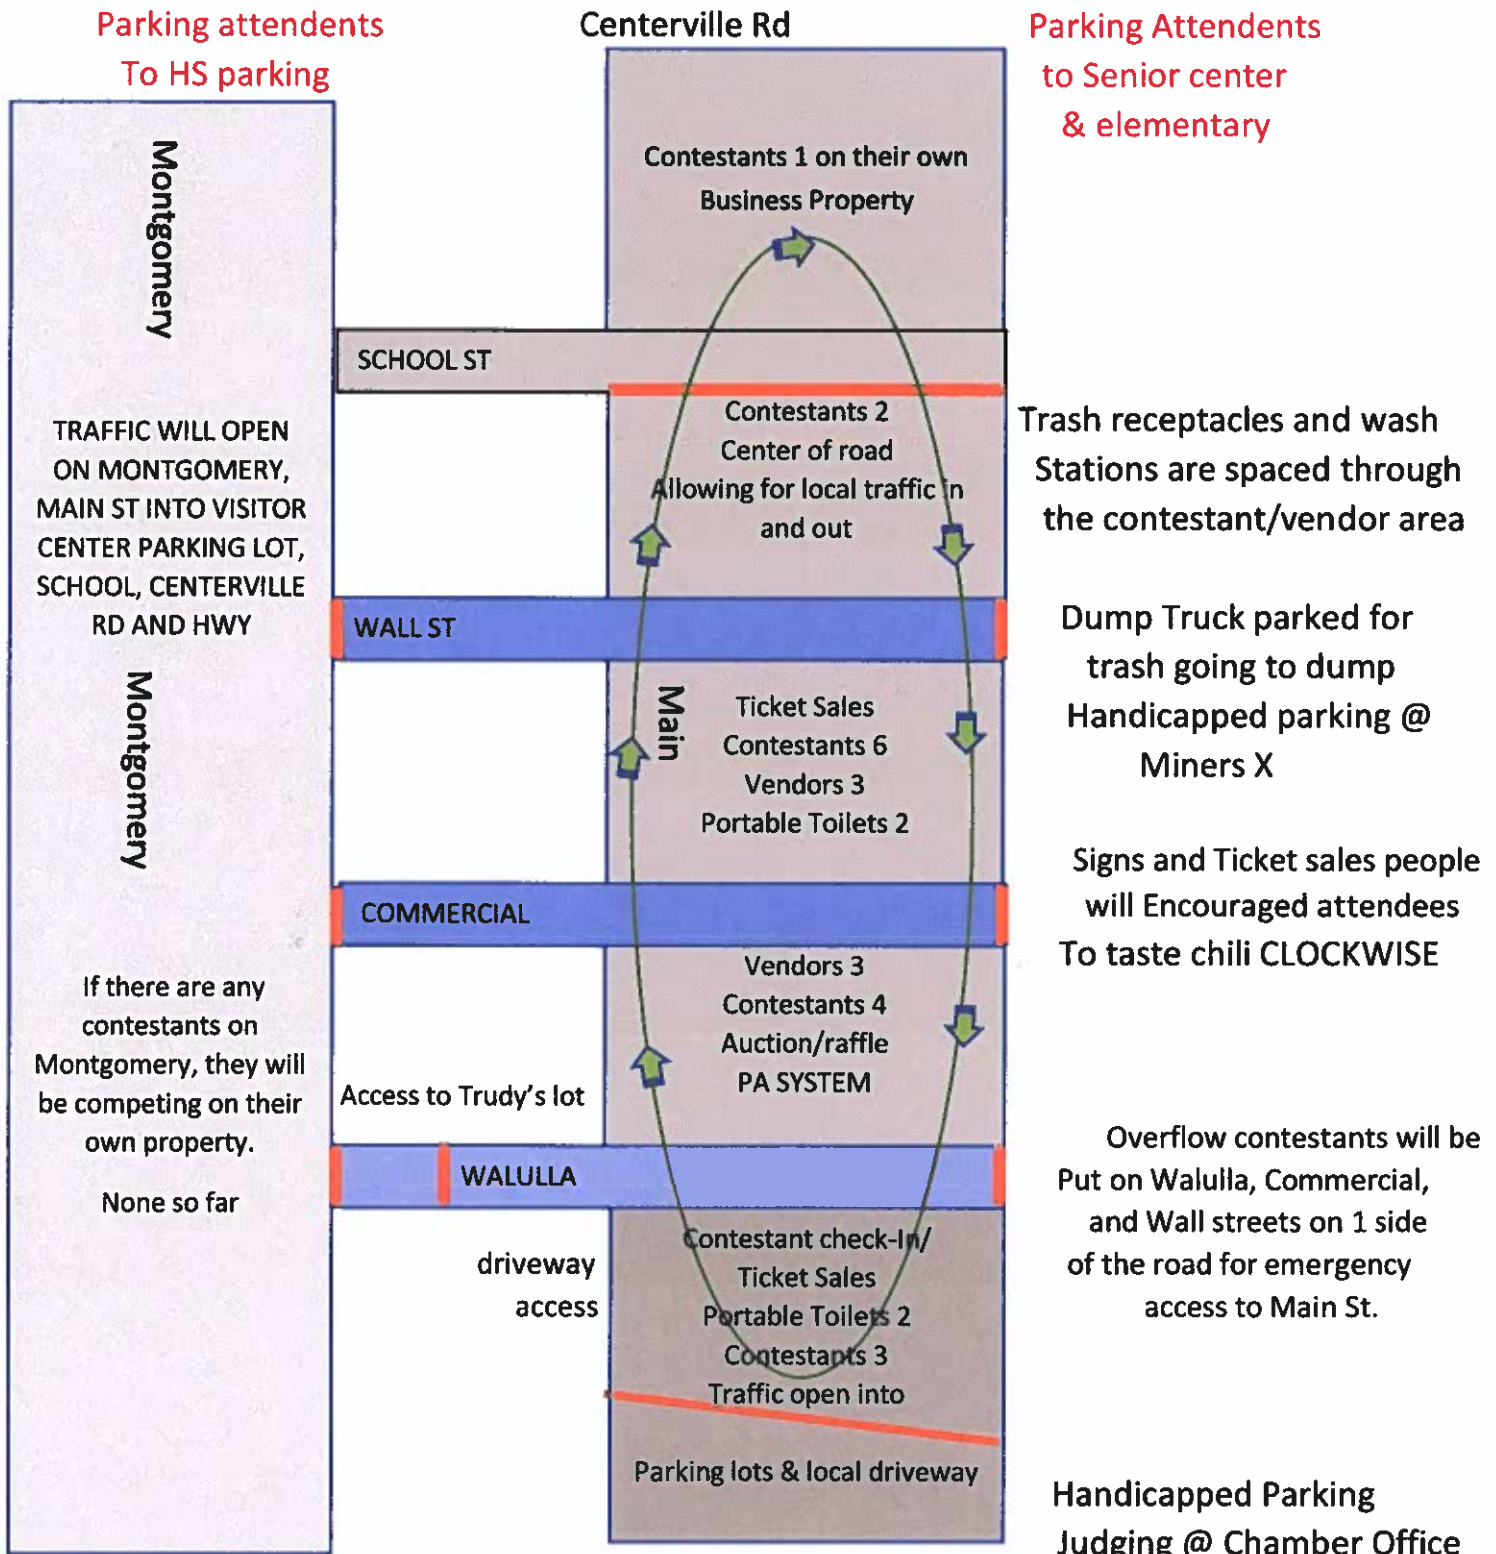 Parking attendents
To HS parking
Centerville Rd
Parking Attendents
to Senior center
& elementary
Montgomery
Contestants 1 on their own
Business Property
SCHOOL ST
TRAFFIC WILL OPEN
ON MONTGOMERY,
MAIN ST INTO VISITOR
CENTER PARKING LOT,
SCHOOL, CENTERVILLE
RD AND HWY
Contestants 2
Center of road
Allowing for local traffic in
and out
Trash receptacles and wash
Stations are spaced through
the contestant/vendor area
WALL ST
Dump Truck parked for
trash going to dump
Handicapped parking @
Miners X
Montgomery
Main
Ticket Sales
Contestants 6
Vendors 3
Portable Toilets 2
Signs and Ticket sales people
will Encouraged attendees
To taste chili CLOCKWISE
COMMERCIAL
If there are any
contestants on
Montgomery, they will
be competing on their
own property.
None so far
Access to Trudy's lot
Vendors 3
Contestants 4
Auction/raffle
PA SYSTEM
WALULLA
Overflow contestants will be
Put on Walulla, Commercial,
and Wall streets on 1 side
of the road for emergency
access to Main St.
driveway
access
Contestant check-In/
Ticket Sales
Portable Toilets 2
Contestants 3
Traffic open into
Parking lots & local driveway
Handicapped Parking
Judging @ Chamber Office